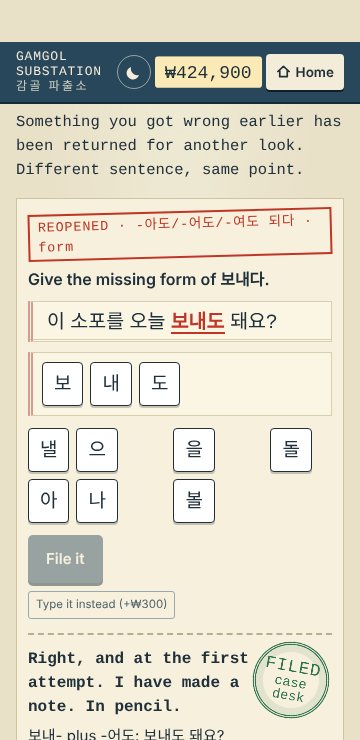 GAMGOL
SUBSTATION
감골 파출소
₩424,900
Home
Something you got wrong earlier has
been returned for another look.
Different sentence, same point.
REOPENED · -아도/-어도/-여도 되다 ·
form
Give the missing form of 보내다.
이 소포를 오늘 보내도 돼요?
보 내 도
낼 으 을 돌
아 나 볼
File it
Type it instead (+₩300)
Right, and at the first
attempt. I have made a
note. In pencil.
FILED
case
desk
보내- plus -어도: 보내도 돼요?